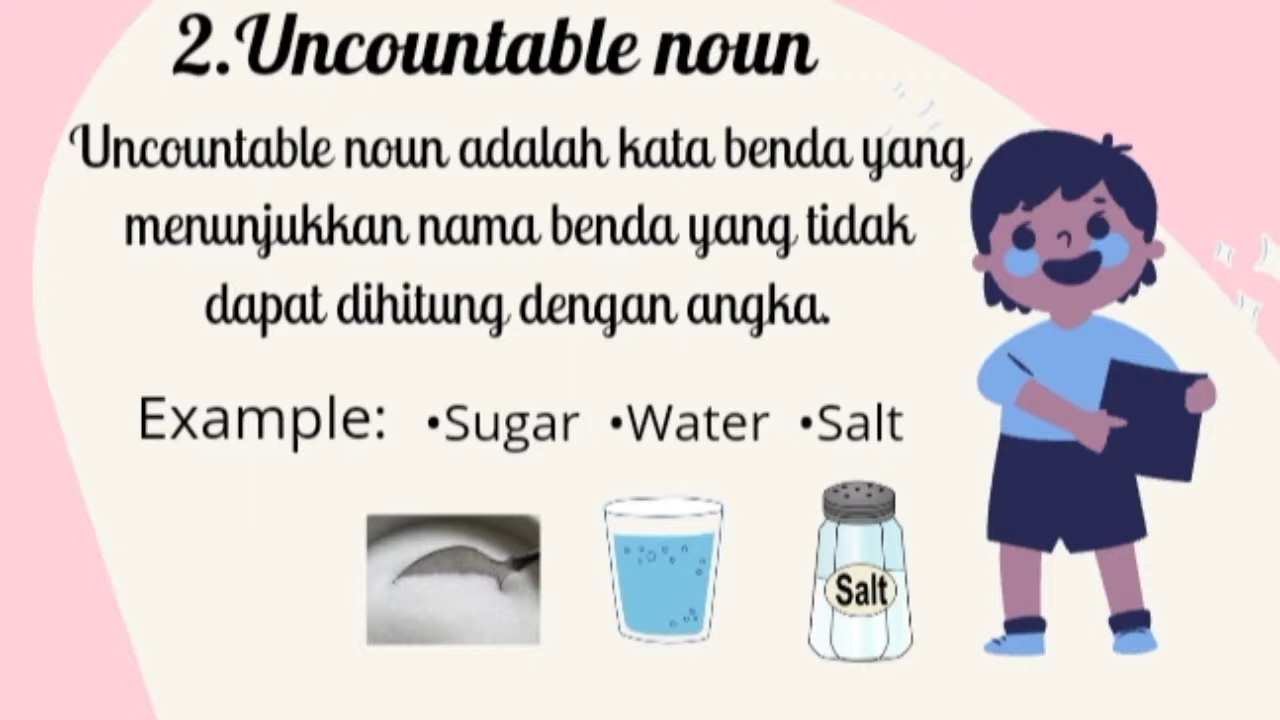 2.Uncountable noun
Uncountable noun adalah kata benda yang
menunjukkan nama benda yang tidak
dapat dihitung dengan angka.
Example: •Sugar •Water •Salt
Salt